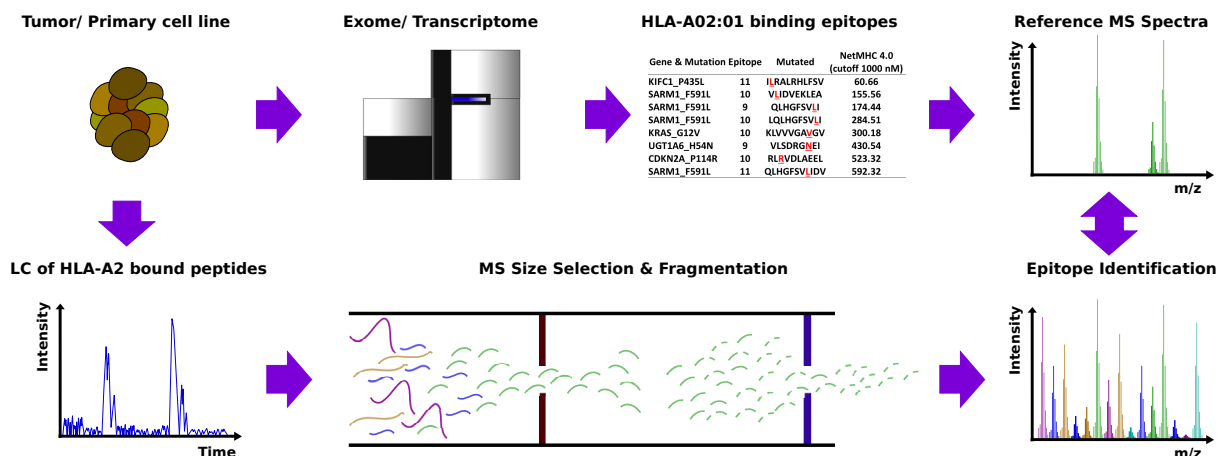 Tumor/ Primary cell line
Exome/ Transcriptome
HLA-A02:01 binding epitopes
Reference MS Spectra
Gene & Mutation Epitope Mutated NetMHC 4.0 (cutoff 1000 nM)
KIFC1_P435L 11 ILRALRHLFSV 60.66
SARM1_F591L 10 VLIDVEKLEA 155.56
SARM1_F591L 9 QLHGFSVLI 174.44
SARM1_F591L 10 LQLHGFSVLI 284.51
KRAS_G12V 10 KLVVVGAVGV 300.18
UGT1A6_H54N 9 VLSDRGNEI 430.54
CDKN2A_P114R 10 RLRVDLAEEL 523.32
SARM1_F591L 11 QLHGFSVLIDV 592.32
Intensity
m/z
LC of HLA-A2 bound peptides
MS Size Selection & Fragmentation
Epitope Identification
Intensity
Time
Intensity
m/z